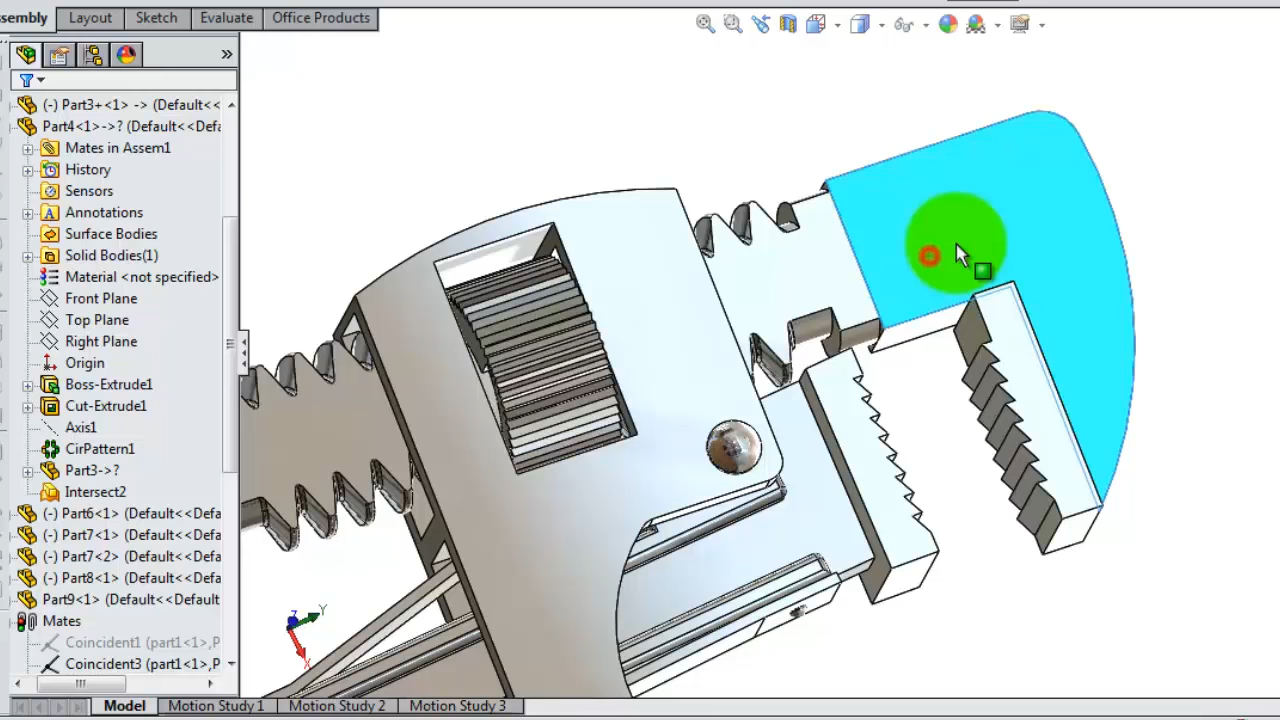 ssembly Layout Sketch Evaluate Office Products
(-) Part3+<1> -> (Default<<
Part4<1>->? (Default<<Defa
Mates in Assem1
History
Sensors
Annotations
Surface Bodies
Solid Bodies(1)
Material <not specified>
Front Plane
Top Plane
Right Plane
Origin
Boss-Extrude1
Cut-Extrude1
Axis1
CirPattern1
Part3->?
Intersect2
(-) Part6<1> (Default<<Defa
(-) Part7<1> (Default<<Defa
(-) Part7<2> (Default<<Defa
(-) Part8<1> (Default<<Defa
Part9<1> (Default<<Default
Mates
Coincident1 (part1<1>,P
Coincident3 (part1<1>,P
Z Y
X
Model Motion Study 1 Motion Study 2 Motion Study 3